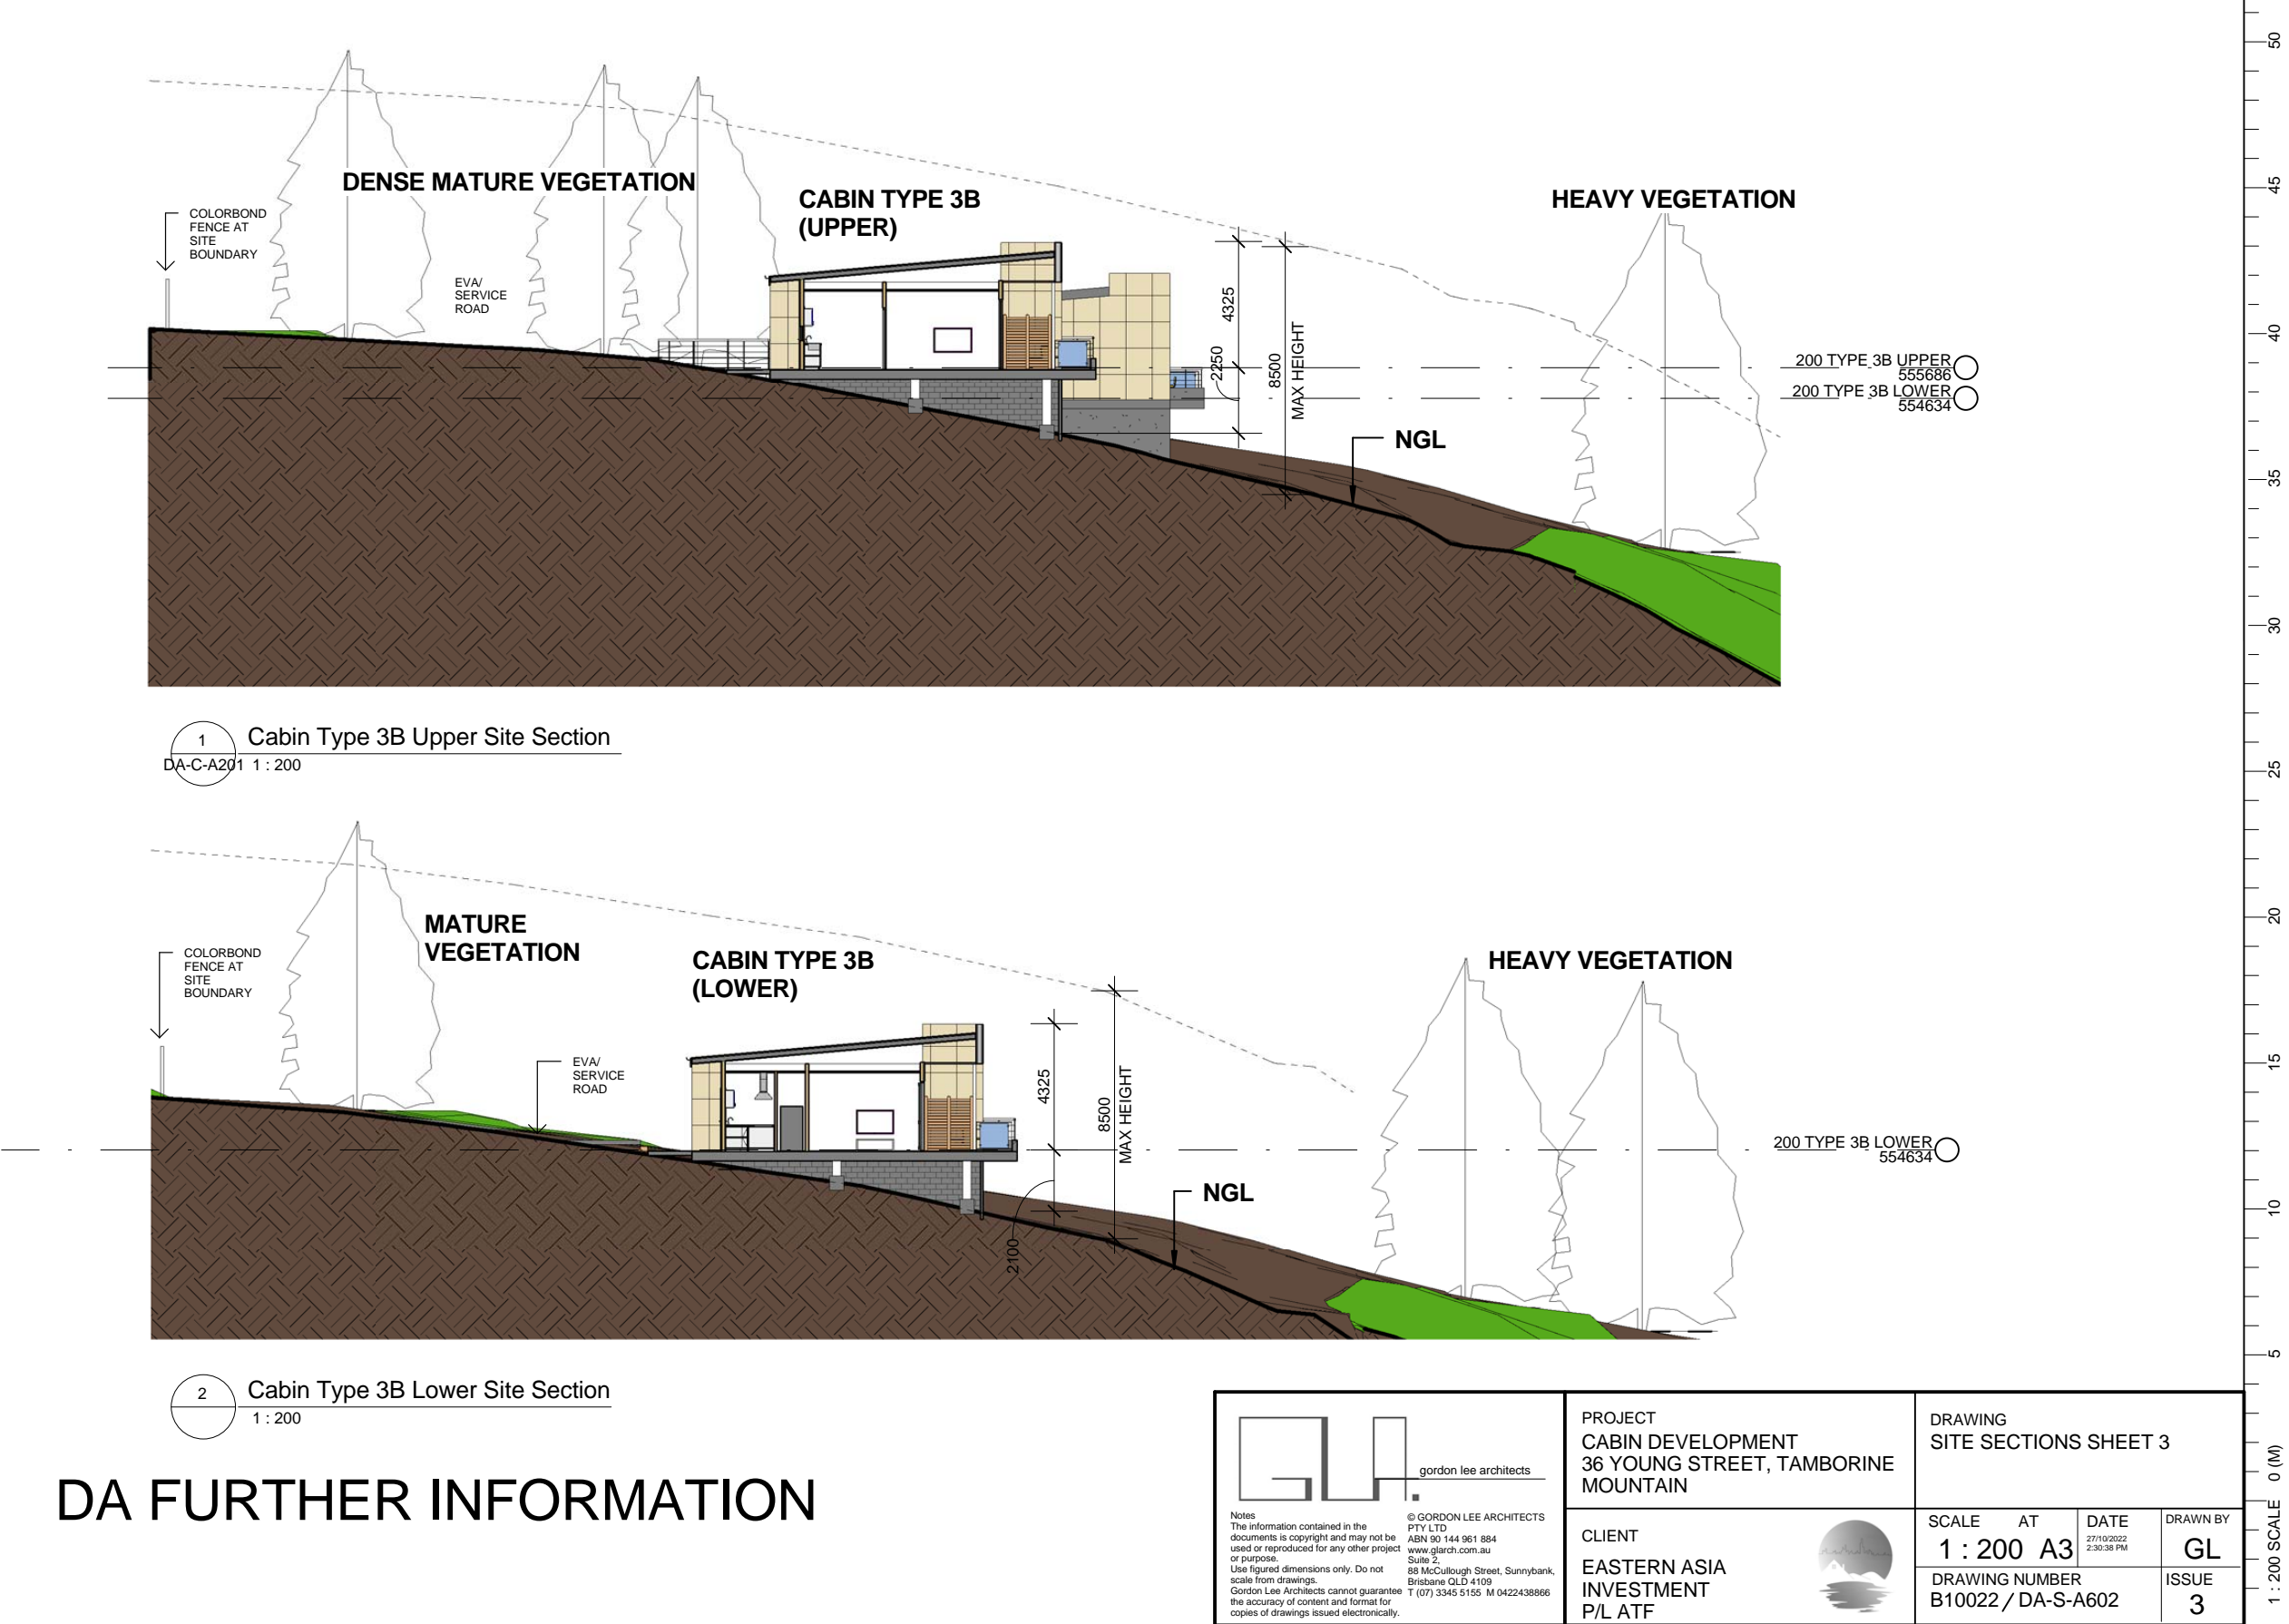 DENSE MATURE VEGETATION
CABIN TYPE 3B
(UPPER)
HEAVY VEGETATION
COLORBOND
FENCE AT
SITE
BOUNDARY
EVA/
SERVICE
ROAD
4325
2250
8500
MAX HEIGHT
NGL
200 TYPE 3B UPPER
555686
200 TYPE 3B LOWER
554634
1
DA-C-A201
Cabin Type 3B Upper Site Section
1 : 200
MATURE
VEGETATION
CABIN TYPE 3B
(LOWER)
HEAVY VEGETATION
COLORBOND
FENCE AT
SITE
BOUNDARY
EVA/
SERVICE
ROAD
4325
2100
8500
MAX HEIGHT
NGL
200 TYPE 3B LOWER
554634
2
Cabin Type 3B Lower Site Section
1 : 200
DA FURTHER INFORMATION
gordon lee architects
Notes
The information contained in the
documents is copyright and may not be
used or reproduced for any other project
or purpose.
Use figured dimensions only. Do not
scale from drawings.
Gordon Lee Architects cannot guarantee
the accuracy of content and format for
copies of drawings issued electronically.
© GORDON LEE ARCHITECTS
PTY LTD
ABN 90 144 961 884
www.glarch.com.au
Suite 2,
88 McCullough Street, Sunnybank,
Brisbane QLD 4109
T (07) 3345 5155 M 0422438866
PROJECT
CABIN DEVELOPMENT
36 YOUNG STREET, TAMBORINE
MOUNTAIN
CLIENT
EASTERN ASIA
INVESTMENT
P/L ATF
DRAWING
SITE SECTIONS SHEET 3
SCALE AT
1 : 200 A3
DATE
27/10/2022
2:30:38 PM
DRAWN BY
GL
DRAWING NUMBER
B10022 / DA-S-A602
ISSUE
3
50
45
40
35
30
25
20
15
10
5
0 (M)
1 : 200 SCALE